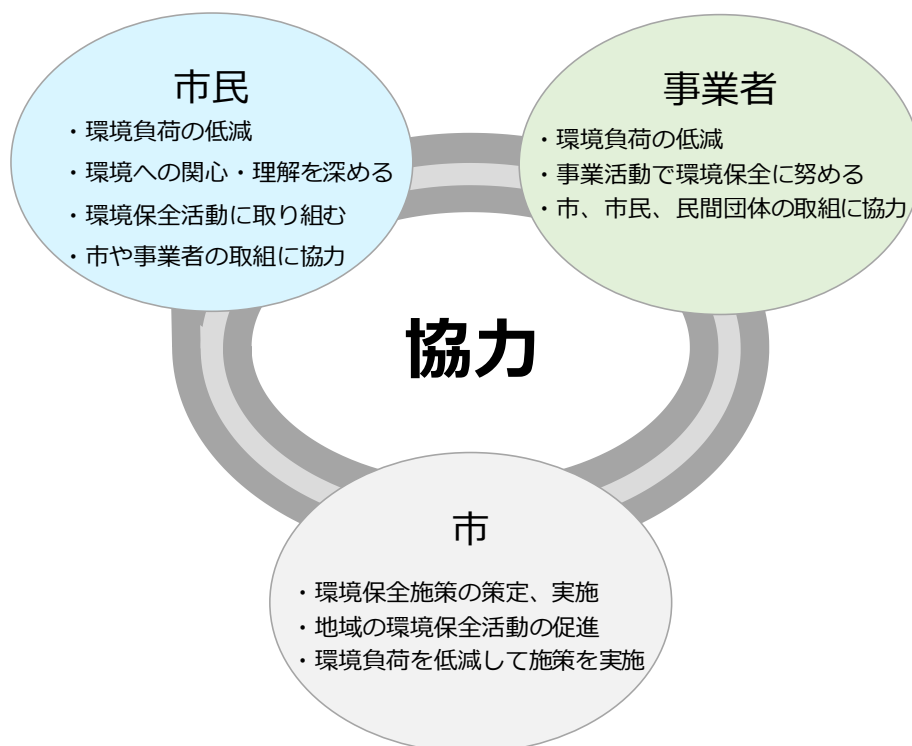 市民
・環境負荷の低減
・環境への関心・理解を深める
・環境保全活動に取り組む
・市や事業者の取組に協力
事業者
・環境負荷の低減
・事業活動で環境保全に努める
・市、市民、民間団体の取組に協力
協力
市
・環境保全施策の策定、実施
・地域の環境保全活動の促進
・環境負荷を低減して施策を実施